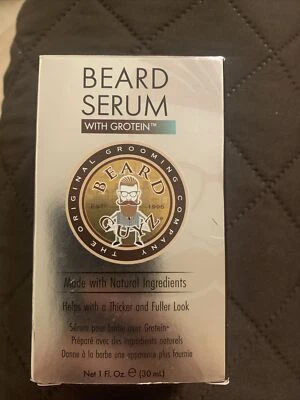 BEARD
SERUM
WITH GROTEIN™
THE ORIGINAL GROOMING COMPANY
BEARD
ESTD 1996
GUYZ
Made with Natural Ingredients
Helps with a Thicker and Fuller Look
Sérum pour barbe avec Grotein•
Préparé avec des ingrédients naturels
Donne à la barbe une apparence plus fournie
Net 1 Fl. Oz. ℮ (30 mL)